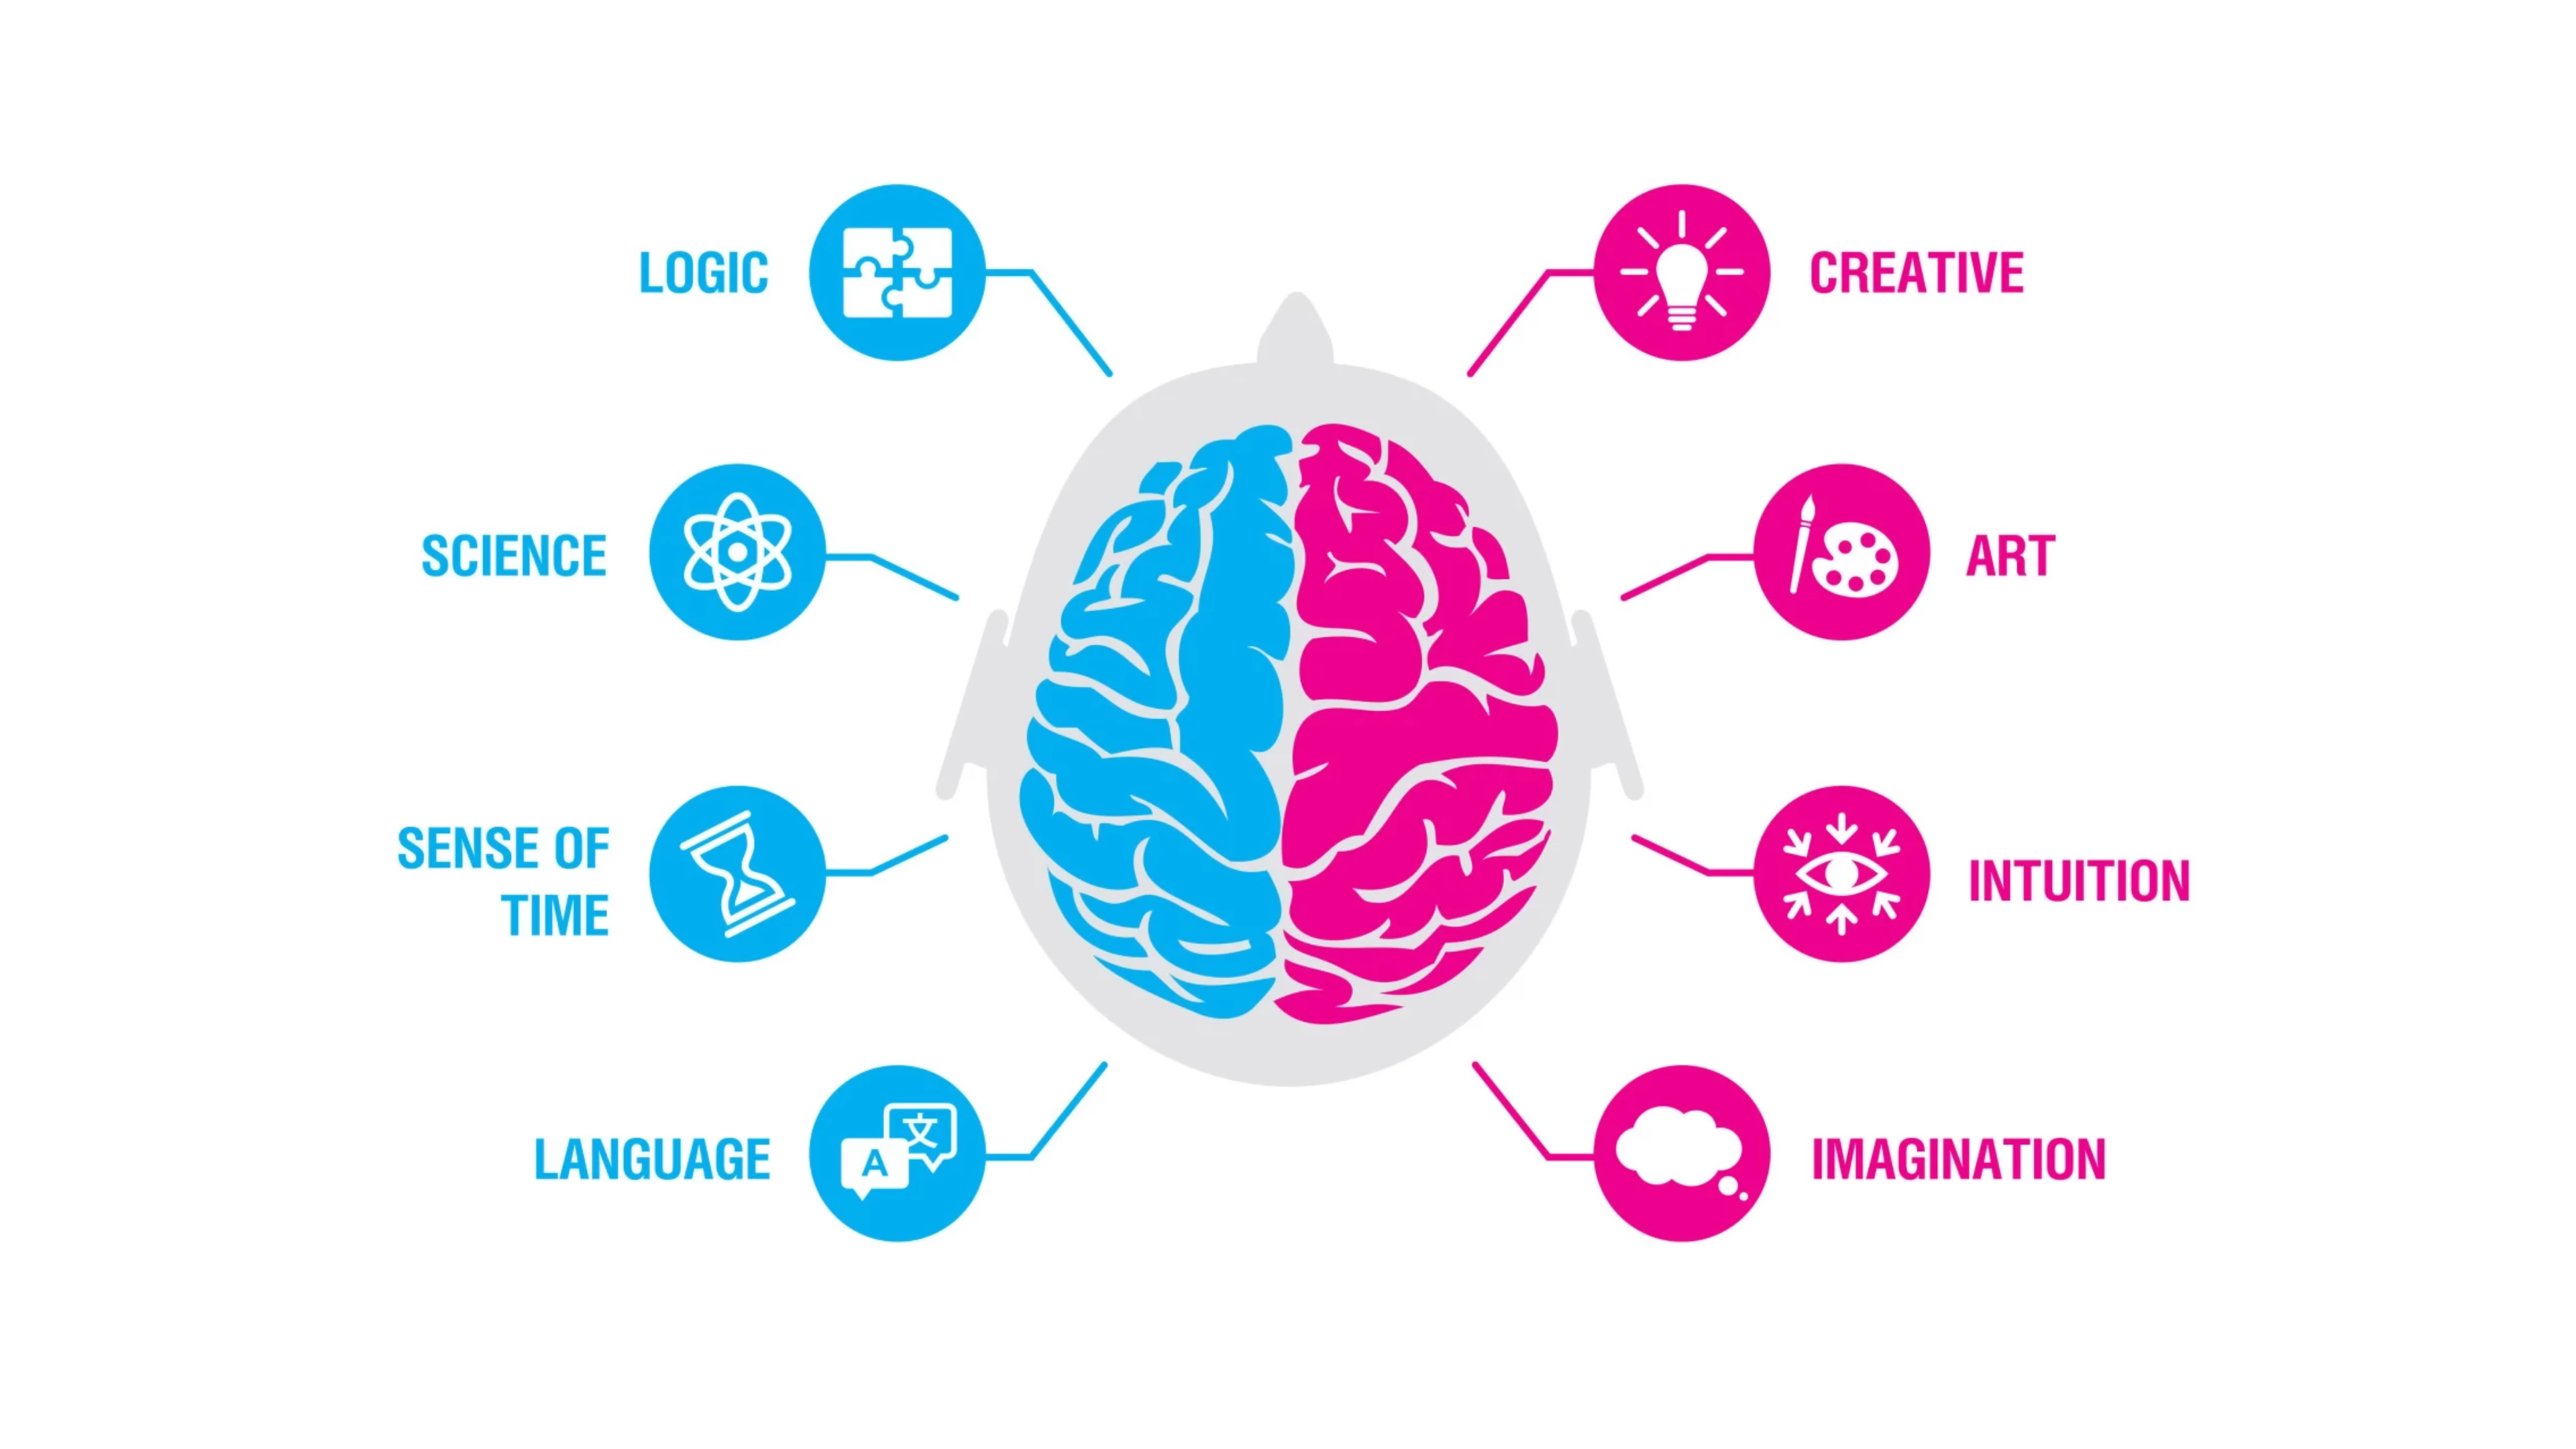 LOGIC
SCIENCE
SENSE OF
TIME
LANGUAGE
文
A
CREATIVE
ART
INTUITION
IMAGINATION